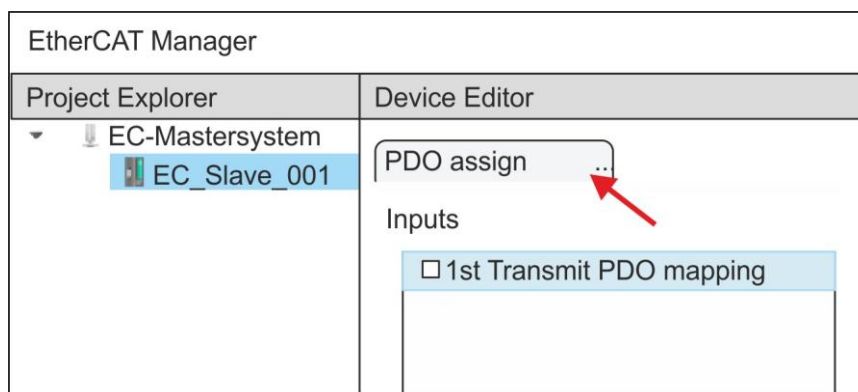 EtherCAT Manager
Project Explorer
Device Editor
EC-Mastersystem
EC_Slave_001
PDO assign ...
Inputs
1st Transmit PDO mapping